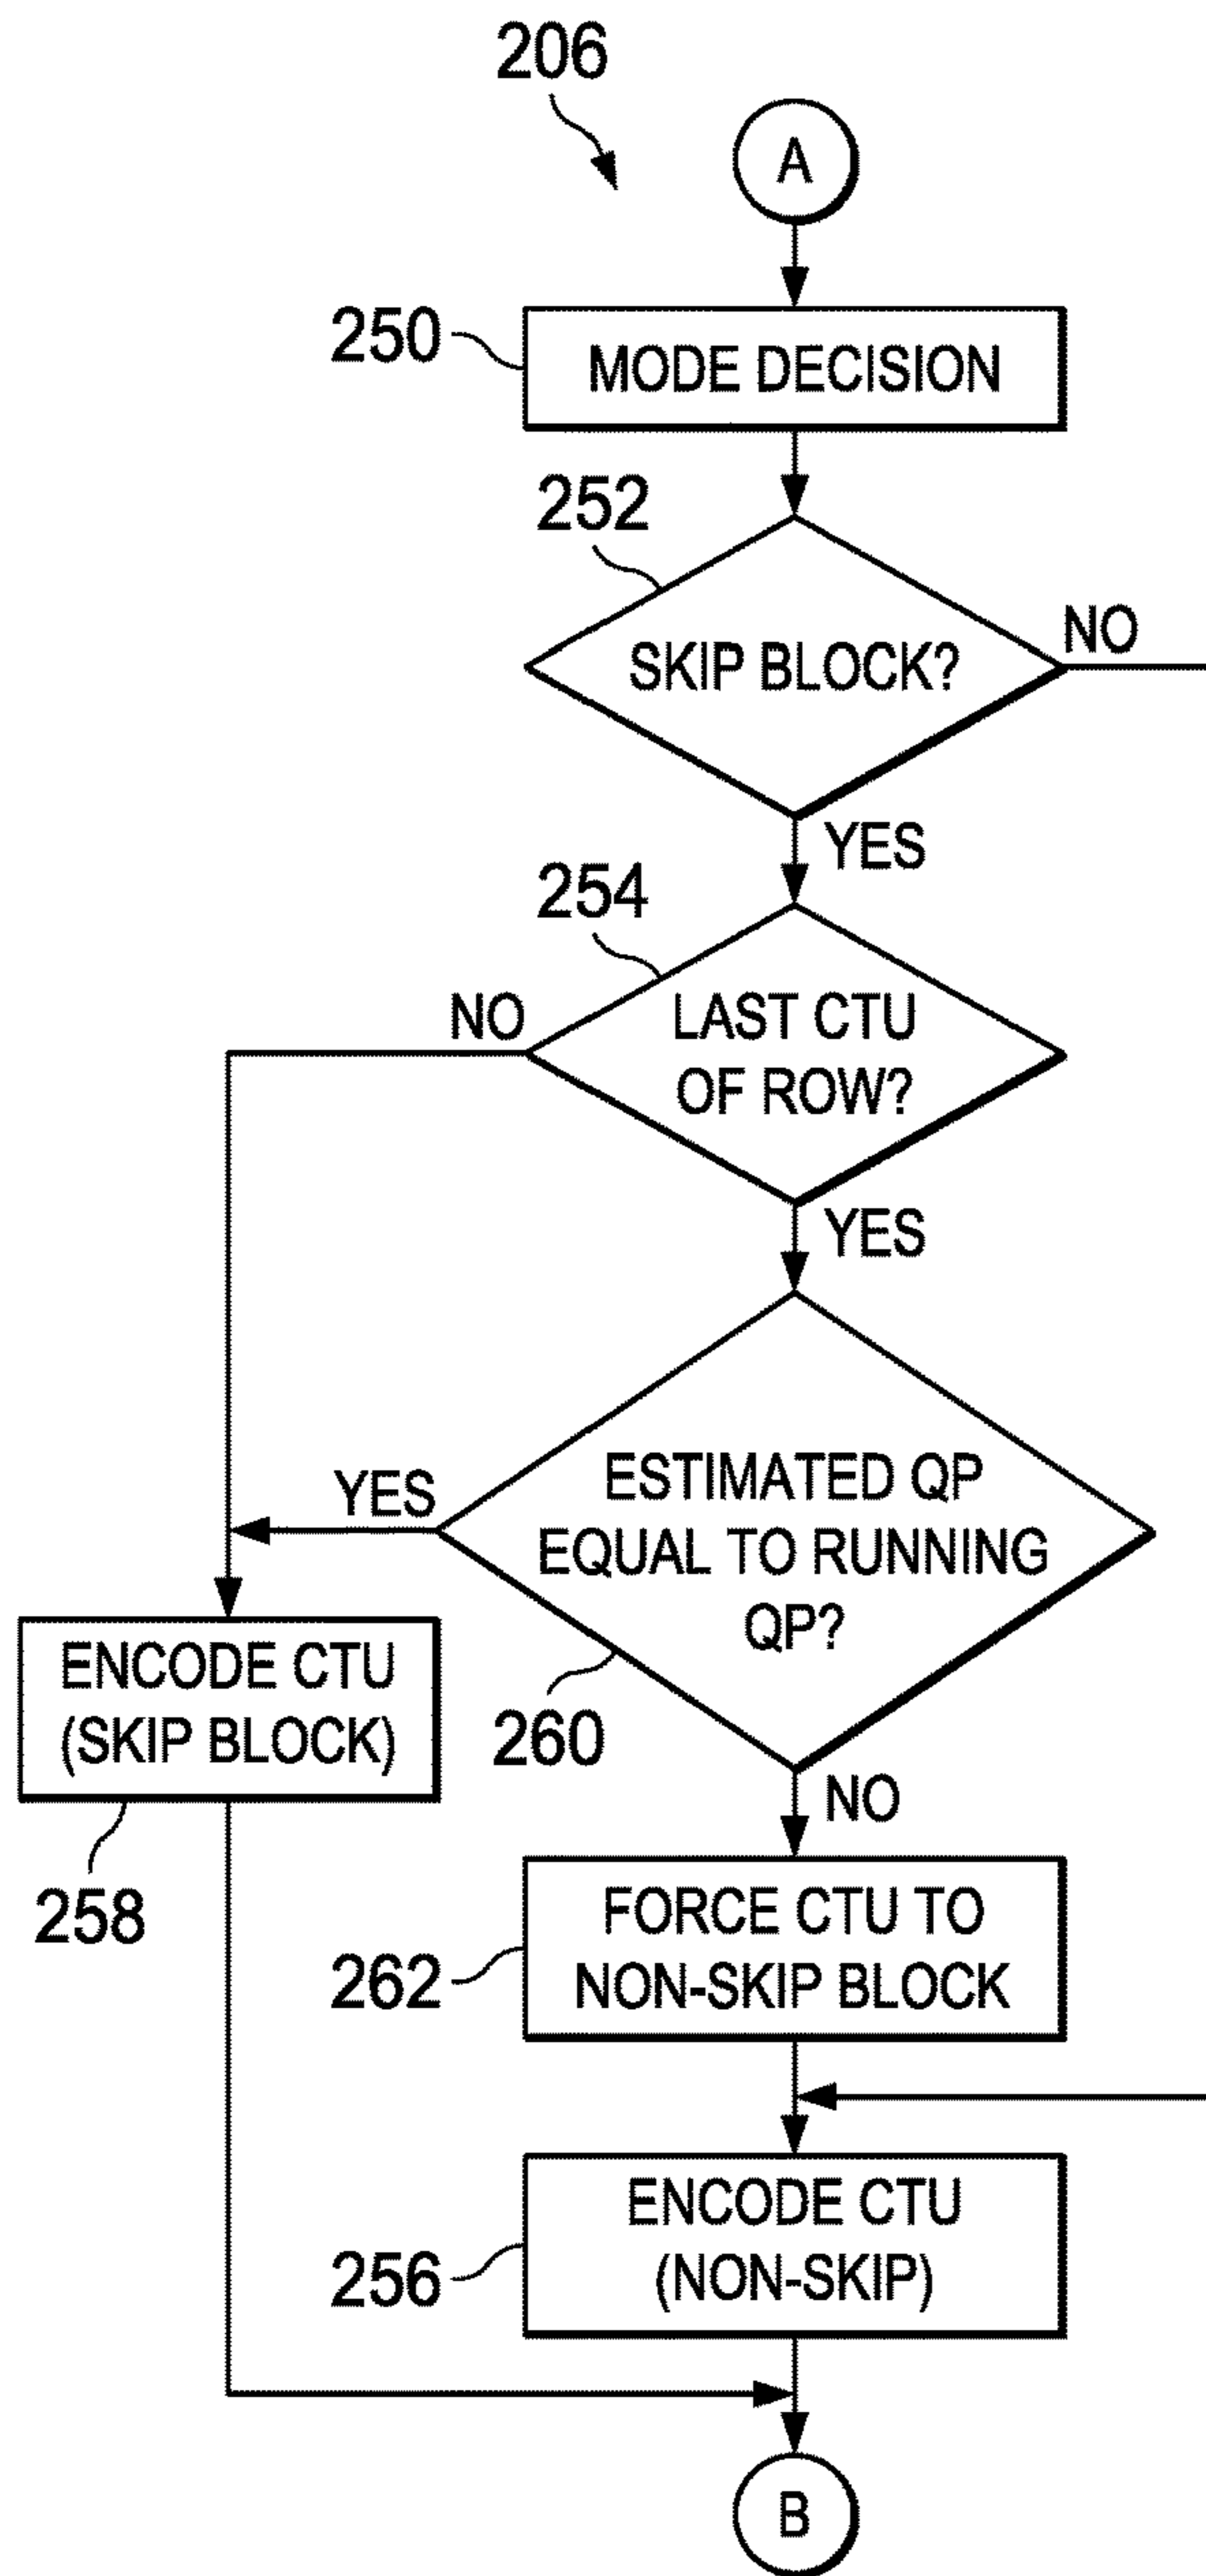 206
A
250
MODE DECISION
252
SKIP BLOCK?
NO
YES
254
NO
LAST CTU
OF ROW?
YES
YES
ESTIMATED QP
EQUAL TO RUNNING
QP?
ENCODE CTU
(SKIP BLOCK)
260
NO
258
FORCE CTU TO
NON-SKIP BLOCK
262
ENCODE CTU
(NON-SKIP)
256
B